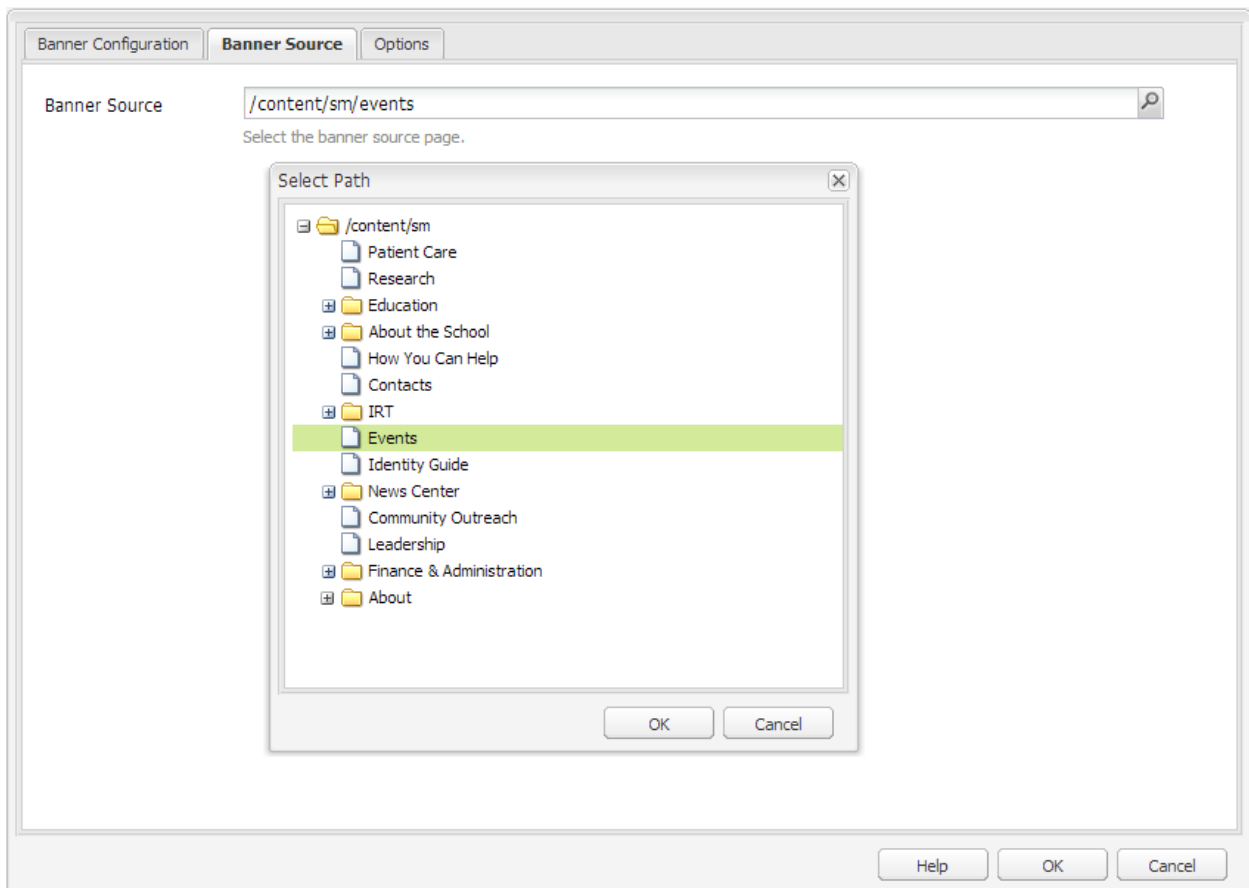 Banner Configuration Banner Source Options
Banner Source /content/sm/events
Select the banner source page.
Select Path
/content/sm
Patient Care
Research
Education
About the School
How You Can Help
Contacts
IRT
Events
Identity Guide
News Center
Community Outreach
Leadership
Finance & Administration
About
OK Cancel
Help OK Cancel